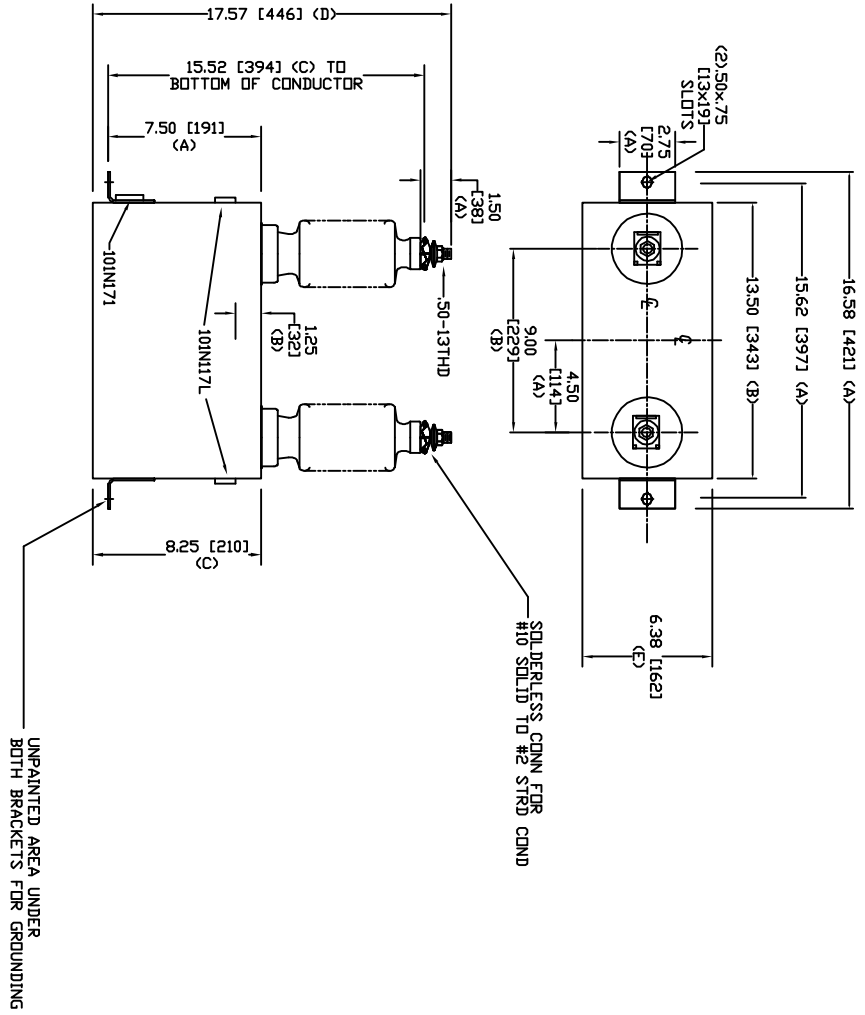 17.57 [446] (D)
15.52 [394] (C) TO
BOTTOM OF CONDUCTOR
7.50 [191]
(A)
1.50
[38]
(A)
.50-13THD
101N171
101N117L
1.25
[32]
(B)
8.25 [210]
(C)
UNPAINTED AREA UNDER
BOTH BRACKETS FOR GROUNDING
SOLDERLESS CONN FOR
#10 SOLID TO #2 STRD COND
(2).50x.75
[13x19]
SLOTS
2.75
[70]
(A)
9.00
[229]
(B)
4.50
[114]
(A)
CL
CL
13.50 [343] (B)
15.62 [397] (A)
16.58 [421] (A)
6.38 [162]
(E)